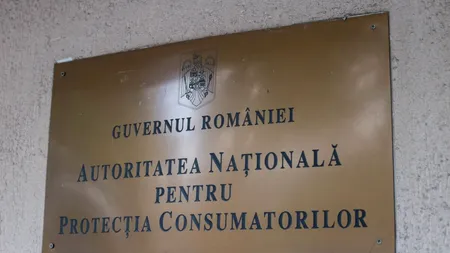 GUVERNUL ROMÂNIEI
AUTORITATEA NAȚIONALĂ
PENTRU
PROTECȚIA CONSUMATORILOR